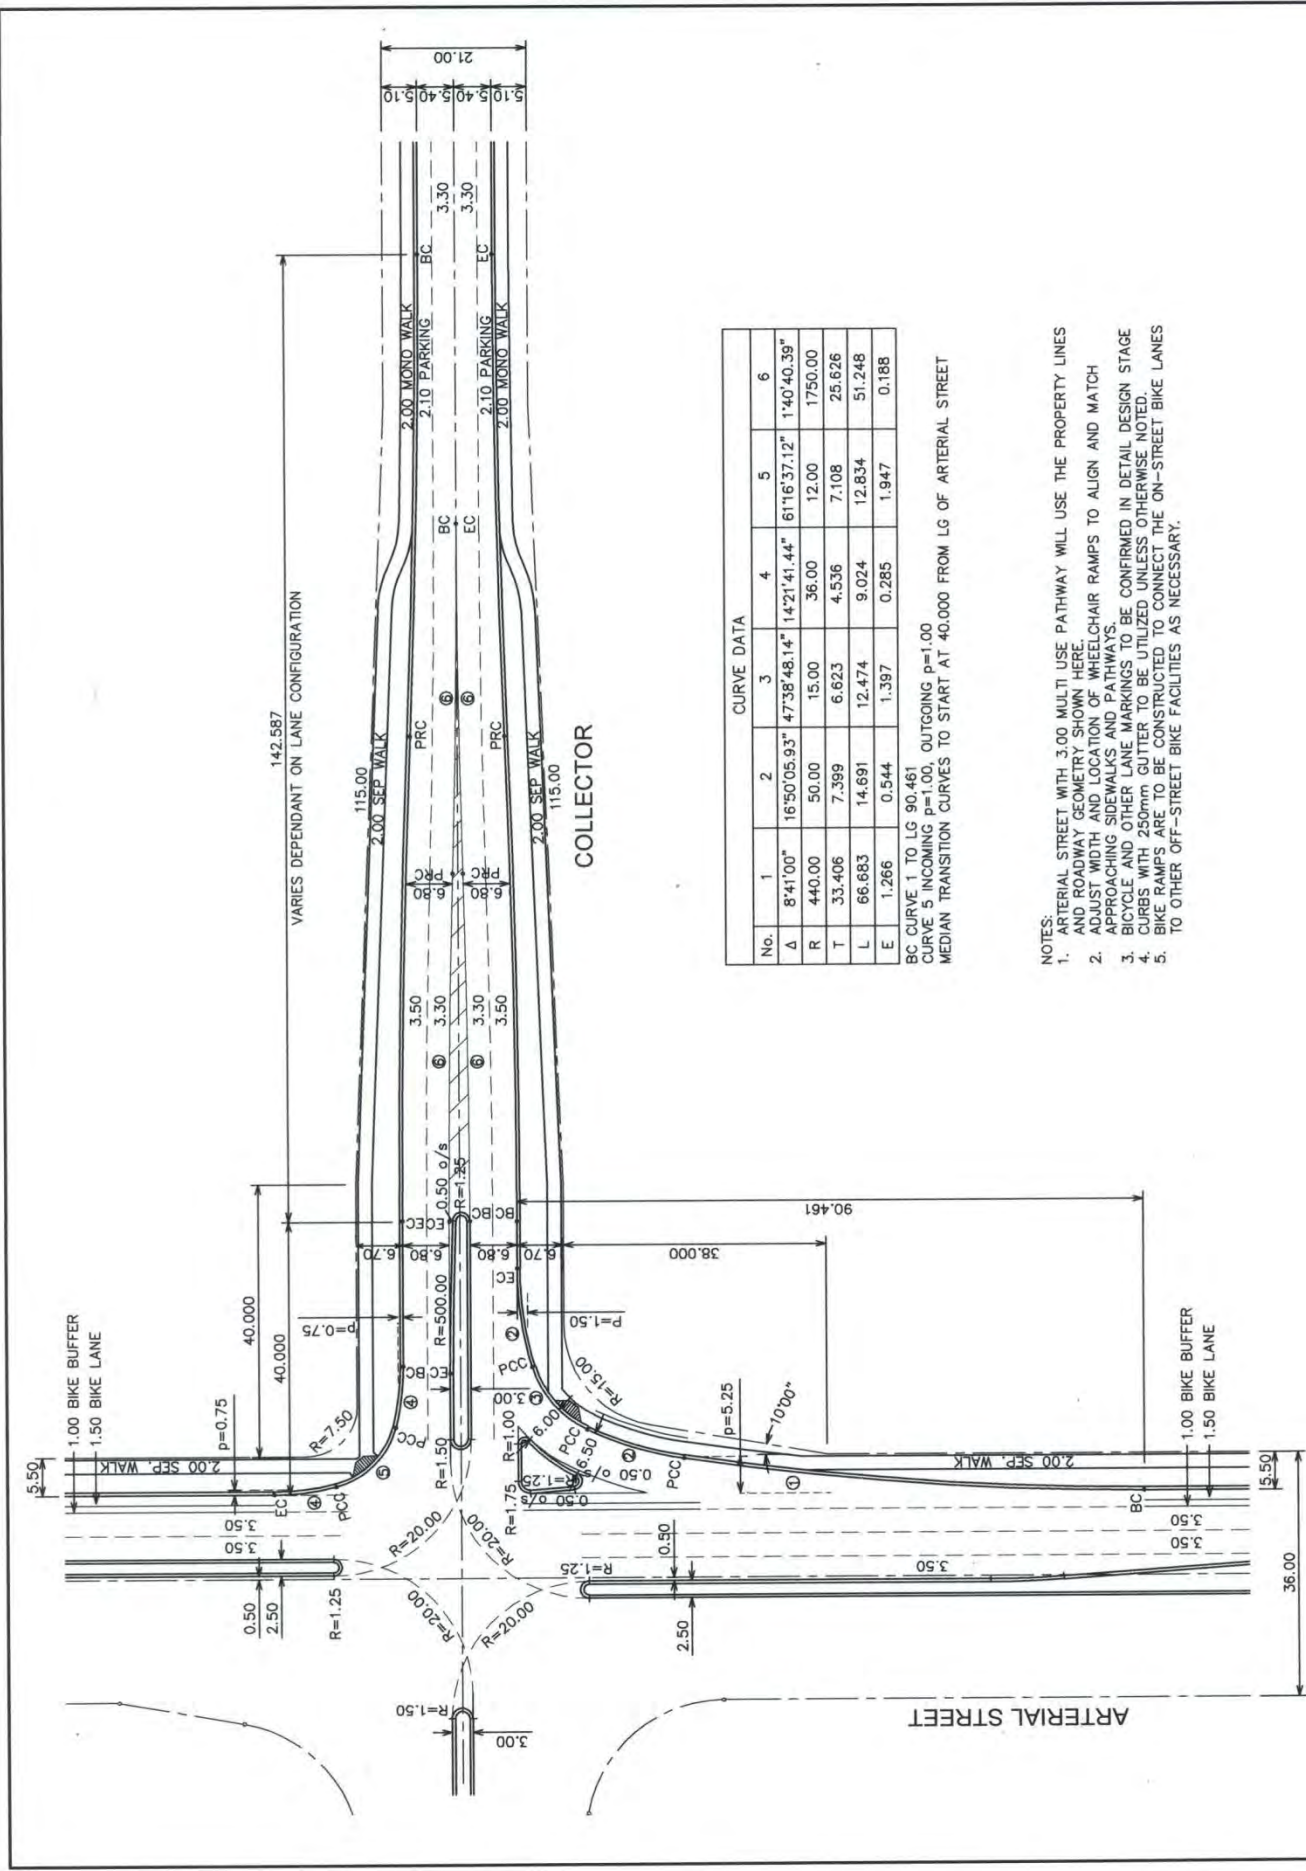 21.00
5.10
5.40
5.40
5.10
142.587
VARIES DEPENDANT ON LANE CONFIGURATION
3.30
3.30
BC
EC
2.00 MONO WALK
2.10 PARKING
2.10 PARKING
2.00 MONO WALK
BC
EC
115.00
2.00 SEP WALK
PRC
6
6
PRC
2.00 SEP WALK
115.00
COLLECTOR
PRC
PRC
6.80
6.80
3.50
3.30
3.30
3.50
6
6
0.50 o/s
R=1.25
EC
EC
BC
BC
6.70
6.80
6.80
6.70
40.000
40.000
R=500.00
p=0.75
p=0.75
EC
P=1.50
2
PCC
38.000
90.461
1.00 BIKE BUFFER
1.50 BIKE LANE
5.50
2.00 SEP. WALK
R=7.50
BC
EC
4
PCC
5
3.00
3
R=15.00
PCC
R=1.50
R=1.00
6.00
6.50
2
PCC
p=5.25
10°00"
1
2.00 SEP. WALK
1.00 BIKE BUFFER
1.50 BIKE LANE
5.50
BC
EC
4
PCC
3.50
3.50
R=1.75
R=1.25
0.50 o/s
0.50 o/s
R=20.00
R=20.00
R=20.00
R=20.00
0.50
2.50
R=1.25
R=1.25
0.50
2.50
3.50
3.50
3.50
36.00
R=1.50
3.00
ARTERIAL STREET
CURVE DATA
No. 1 2 3 4 5 6
Δ 8°41'00" 16°50'05.93" 47°38'48.14" 14°21'41.44" 61°16'37.12" 1°40'40.39"
R 440.00 50.00 15.00 36.00 12.00 1750.00
T 33.406 7.399 6.623 4.536 7.108 25.626
L 66.683 14.691 12.474 9.024 12.834 51.248
E 1.266 0.544 1.397 0.285 1.947 0.188
BC CURVE 1 TO LG 90.461
CURVE 5 INCOMING p=1.00, OUTGOING p=1.00
MEDIAN TRANSITION CURVES TO START AT 40.000 FROM LG OF ARTERIAL STREET
NOTES:
1. ARTERIAL STREET WITH 3.00 MULTI USE PATHWAY WILL USE THE PROPERTY LINES
AND ROADWAY GEOMETRY SHOWN HERE.
2. ADJUST WIDTH AND LOCATION OF WHEELCHAIR RAMPS TO ALIGN AND MATCH
APPROACHING SIDEWALKS AND PATHWAYS.
3. BICYCLE AND OTHER LANE MARKINGS TO BE CONFIRMED IN DETAIL DESIGN STAGE
4. CURBS WITH 250mm GUTTER TO BE UTILIZED UNLESS OTHERWISE NOTED.
5. BIKE RAMPS ARE TO BE CONSTRUCTED TO CONNECT THE ON-STREET BIKE LANES
TO OTHER OFF-STREET BIKE FACILITIES AS NECESSARY.